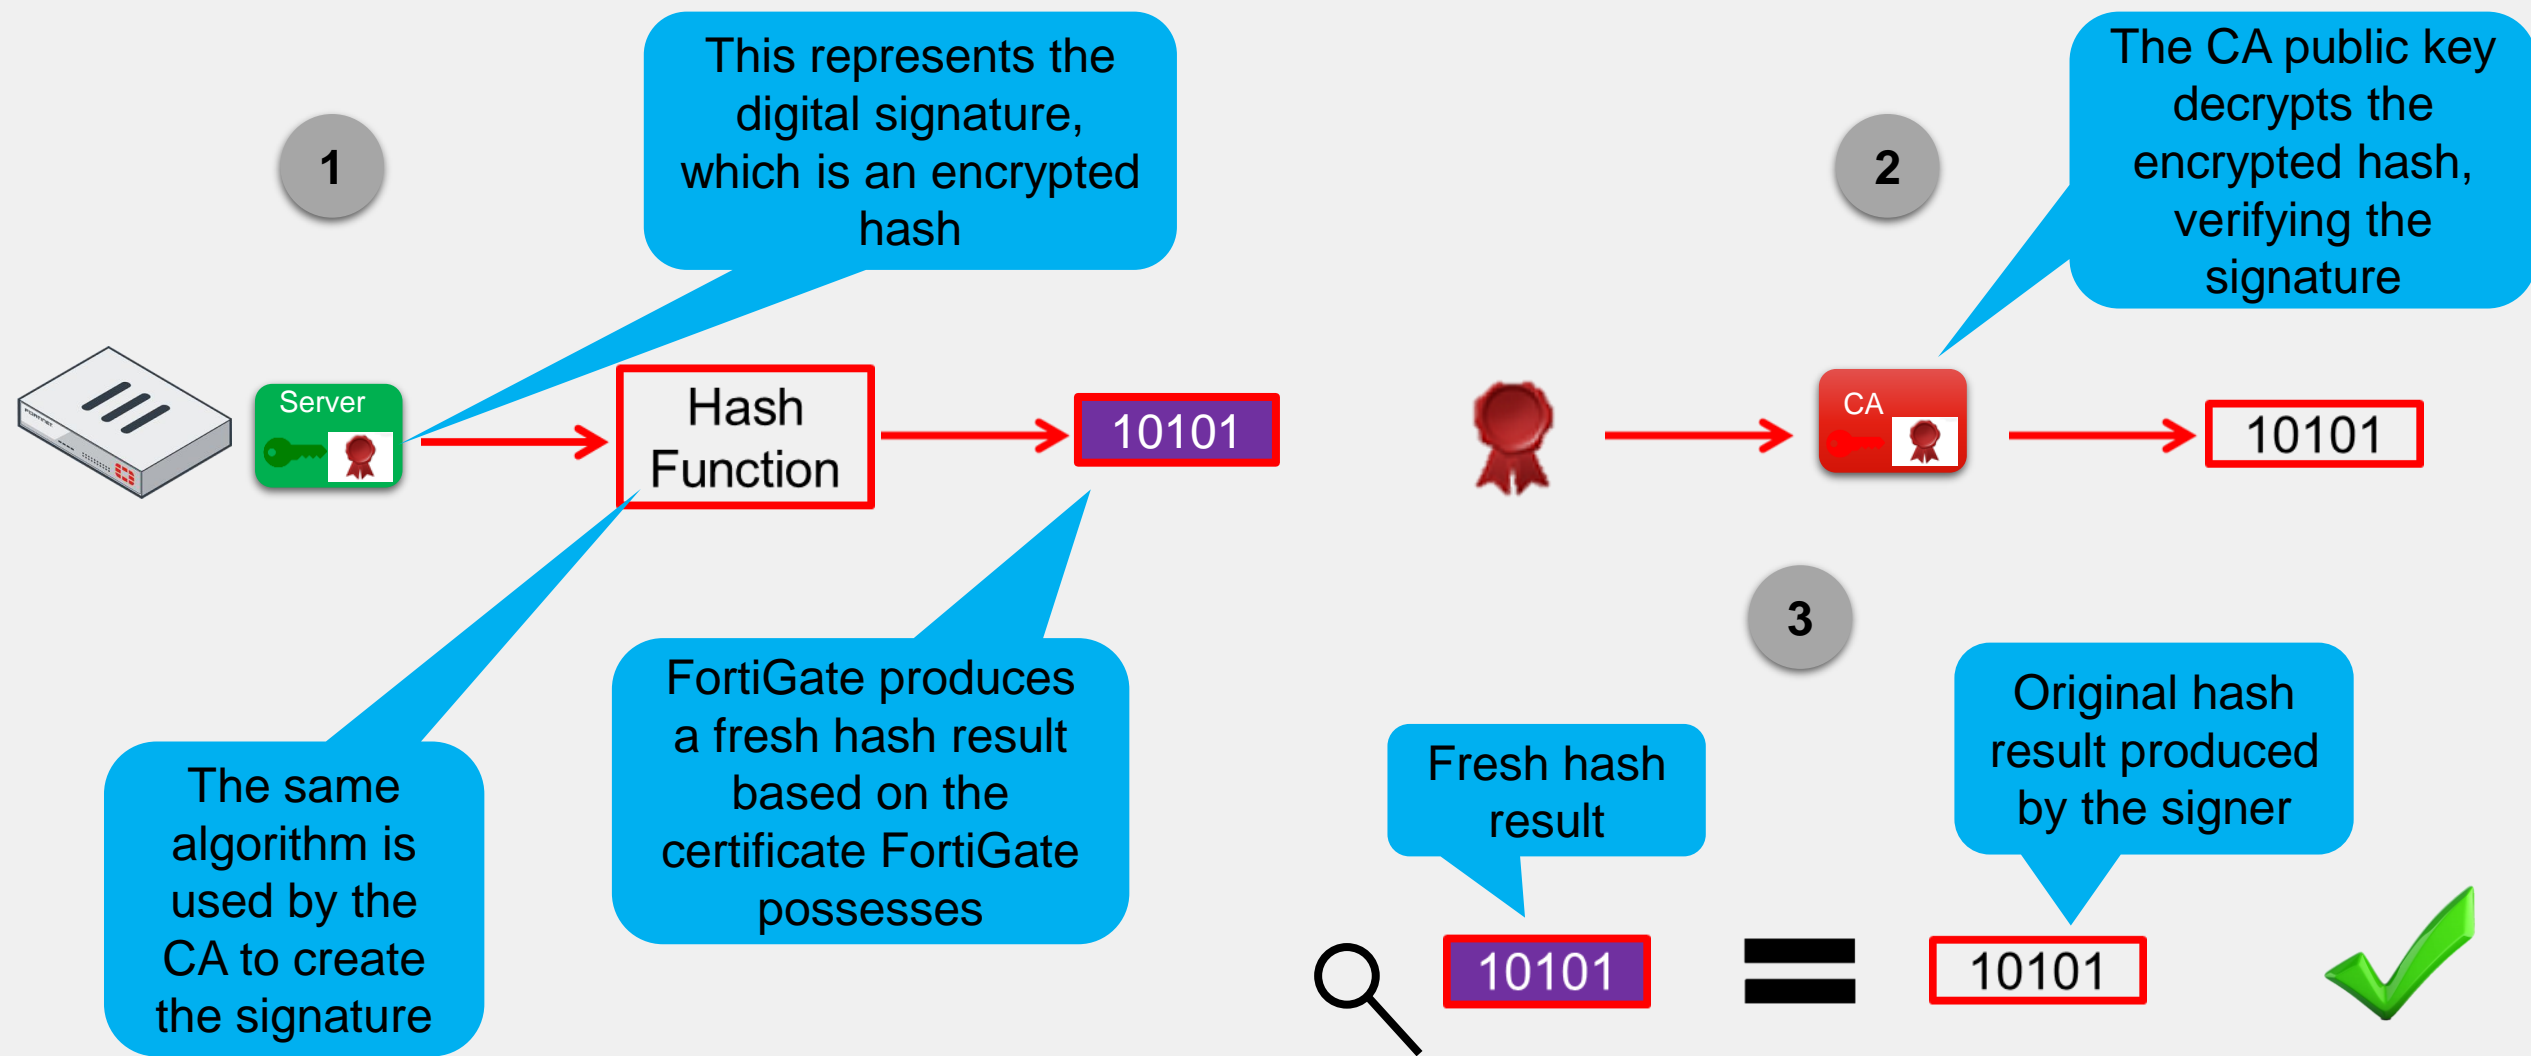 1
This represents the
digital signature,
which is an encrypted
hash
2
The CA public key
decrypts the
encrypted hash,
verifying the
signature
Server
Hash
Function
10101
CA
10101
3
The same
algorithm is
used by the
CA to create
the signature
FortiGate produces
a fresh hash result
based on the
certificate FortiGate
possesses
Fresh hash
result
Original hash
result produced
by the signer
10101
=
10101